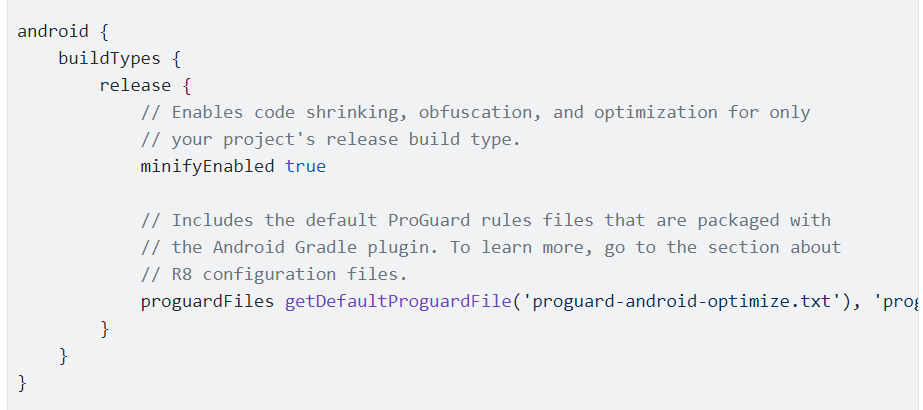 android {
    buildTypes {
        release {
            // Enables code shrinking, obfuscation, and optimization for only
            // your project's release build type.
            minifyEnabled true
            // Includes the default ProGuard rules files that are packaged with
            // the Android Gradle plugin. To learn more, go to the section about
            // R8 configuration files.
            proguardFiles getDefaultProguardFile('proguard-android-optimize.txt'),
        }
    }
}